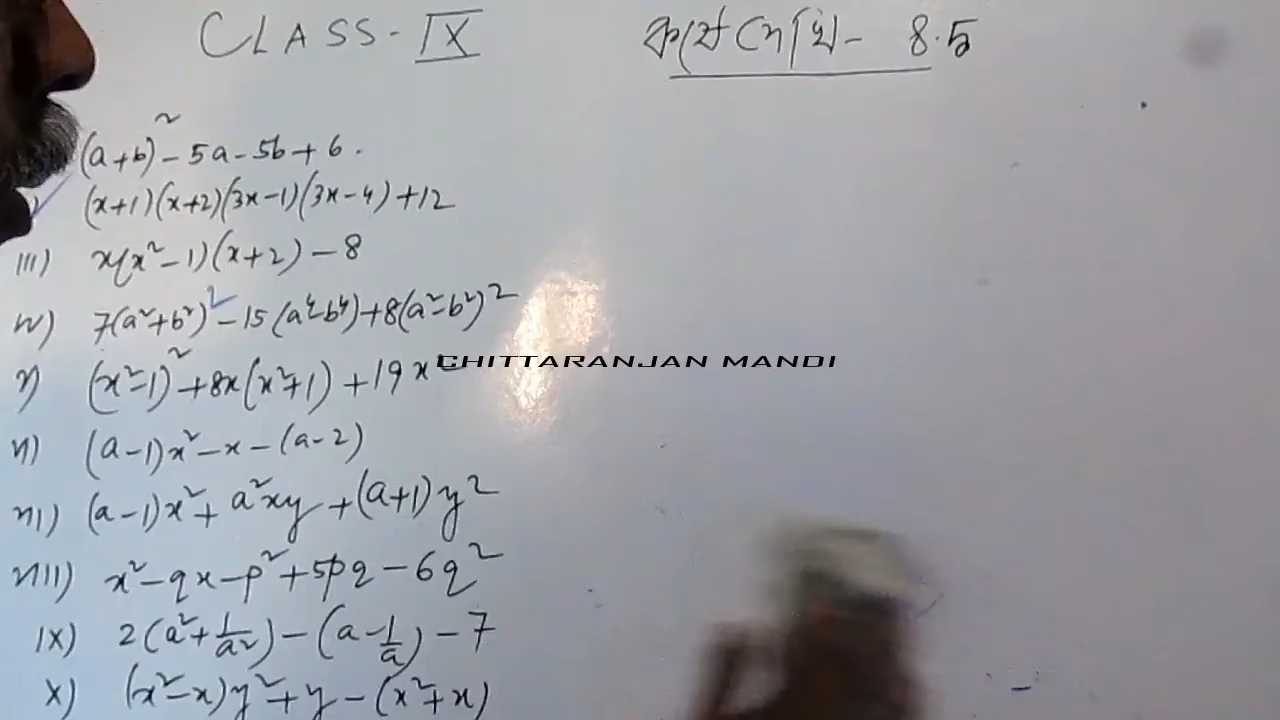 CLASS - IX
কষে দেখি - 8.5
(a+b)² - 5a - 5b + 6.
(x+1)(x+2)(3x-1)(3x-4) + 12
III) x(x²-1)(x+2) - 8
IV) 7(a²+b²)² - 15(a⁴-b⁴) + 8(a²-b²)²
V) (x²-1)² + 8x(x²+1) + 19x²
CHITTARANJAN MANDI
VI) (a-1)x² - x - (a-2)
VII) (a-1)x² + a²xy + (a+1)y²
VIII) x² - qx - p² + 5pq - 6q²
IX) 2(a² + 1/a²) - (a - 1/a) - 7
X) (x²-x)y² + y - (x²+x)